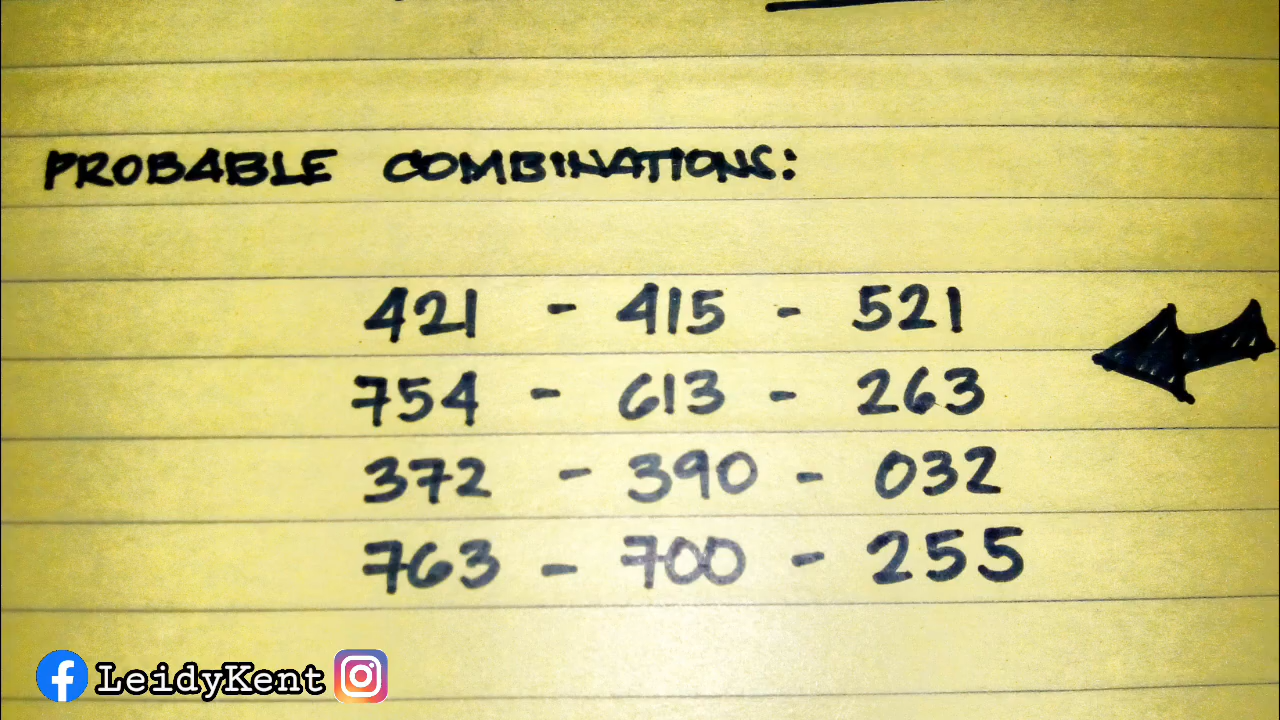 PROBABLE COMBINATIONS:
421 - 415 - 521
754 - 613 - 263
372 - 390 - 032
763 - 700 - 255
LeidyKent